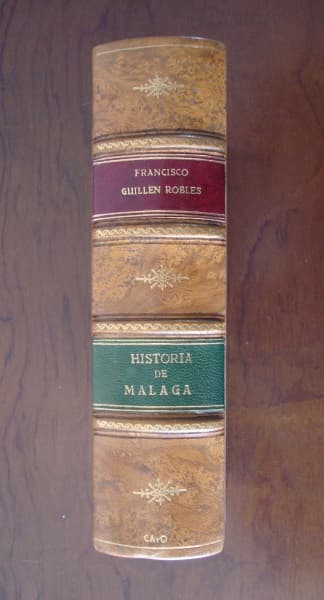 FRANCISCO
GUILLEN ROBLES
HISTORIA
DE
MALAGA